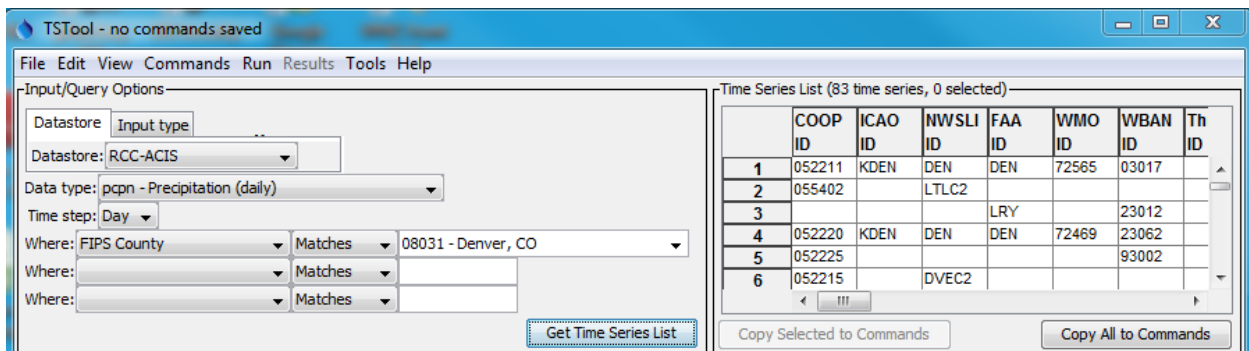 TSTool - no commands saved
File Edit View Commands Run Results Tools Help
Input/Query Options
Datastore Input type
Datastore: RCC-ACIS
Data type: pcpn - Precipitation (daily)
Time step: Day
Where: FIPS County Matches 08031 - Denver, CO
Where: Matches
Where: Matches
Get Time Series List
Time Series List (83 time series, 0 selected)
COOP ID ICAO ID NWSLI ID FAA ID WMO ID WBAN ID Th ID
1 052211 KDEN DEN DEN 72565 03017
2 055402 LTLC2
3 LRY 23012
4 052220 KDEN DEN DEN 72469 23062
5 052225 93002
6 052215 DVEC2
Copy Selected to Commands Copy All to Commands